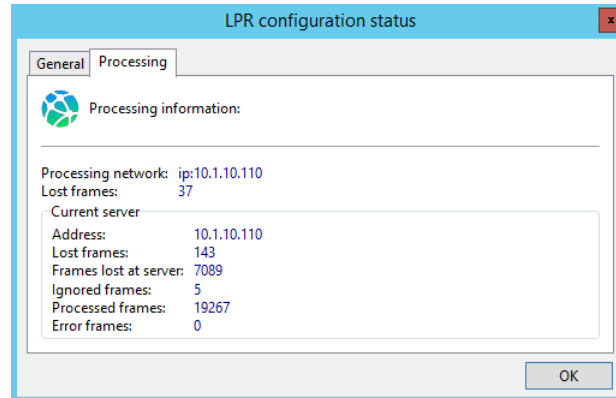 LPR configuration status
x
General Processing
Processing information:
Processing network: ip:10.1.10.110
Lost frames: 37
Current server
Address: 10.1.10.110
Lost frames: 143
Frames lost at server: 7089
Ignored frames: 5
Processed frames: 19267
Error frames: 0
OK